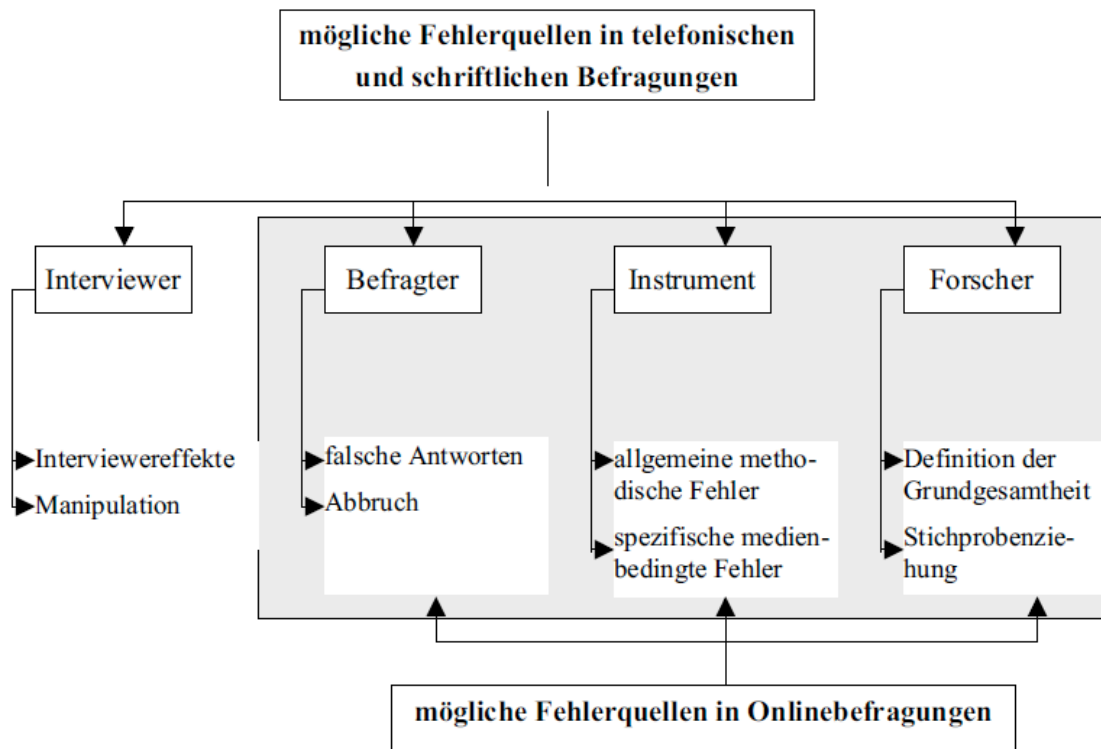 mögliche Fehlerquellen in telefonischen
und schriftlichen Befragungen
Interviewer
Befragter
Instrument
Forscher
Interviewereffekte
Manipulation
falsche Antworten
Abbruch
allgemeine metho-
dische Fehler
spezifische medien-
bedingte Fehler
Definition der
Grundgesamtheit
Stichprobenzie-
hung
mögliche Fehlerquellen in Onlinebefragungen